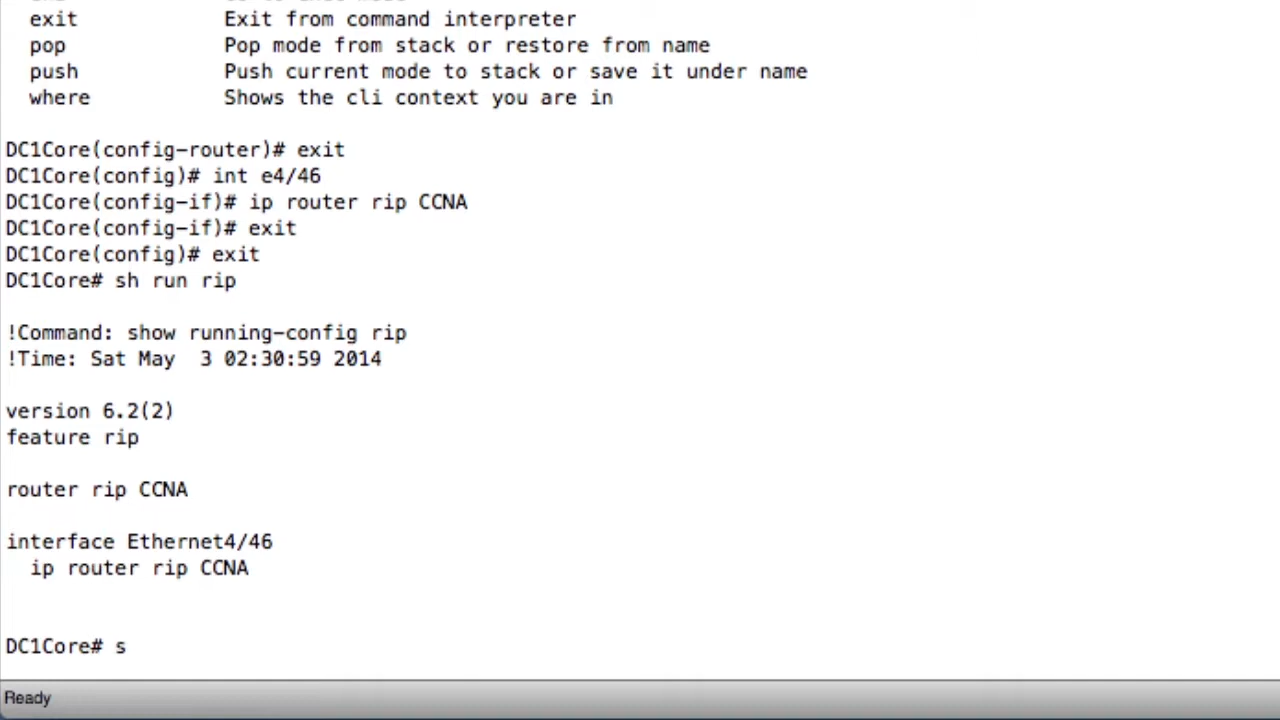 exit Exit from command interpreter
pop Pop mode from stack or restore from name
push Push current mode to stack or save it under name
where Shows the cli context you are in
DC1Core(config-router)# exit
DC1Core(config)# int e4/46
DC1Core(config-if)# ip router rip CCNA
DC1Core(config-if)# exit
DC1Core(config)# exit
DC1Core# sh run rip
!Command: show running-config rip
!Time: Sat May  3 02:30:59 2014
version 6.2(2)
feature rip
router rip CCNA
interface Ethernet4/46
  ip router rip CCNA
DC1Core# s
Ready